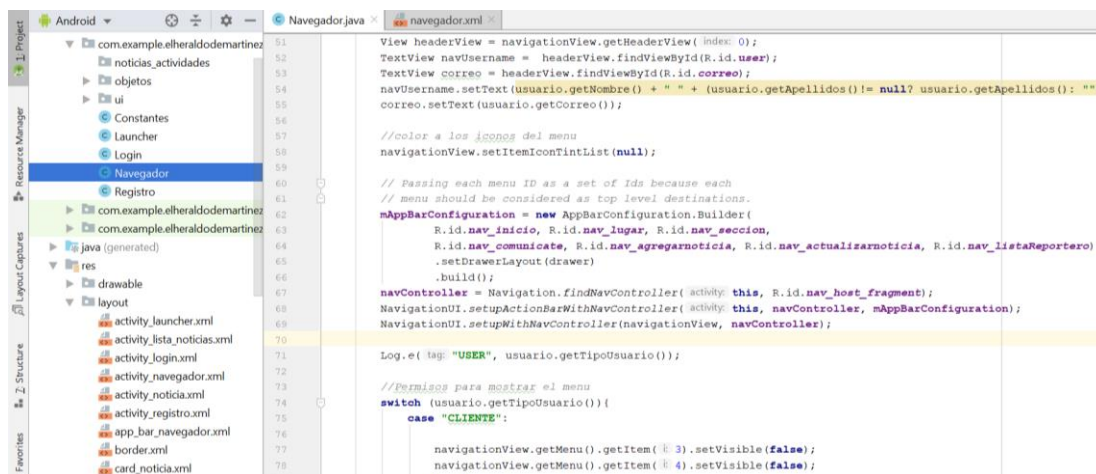 1: Project
Resource Manager
Layout Captures
7: Structure
Favorites
Android
com.example.elheraldodemartinez
noticias_actividades
objetos
ui
Constantes
Launcher
Login
Navegador
Registro
com.example.elheraldodemartinez
com.example.elheraldodemartinez
java (generated)
res
drawable
layout
activity_launcher.xml
activity_lista_noticias.xml
activity_login.xml
activity_navegador.xml
activity_noticia.xml
activity_registro.xml
app_bar_navegador.xml
border.xml
card_noticia.xml
Navegador.java
navegador.xml
51 View headerView = navigationView.getHeaderView( index: 0);
52 TextView navUsername = headerView.findViewById(R.id.user);
53 TextView correo = headerView.findViewById(R.id.correo);
54 navUsername.setText(usuario.getNombre() + " " + (usuario.getApellidos()!= null? usuario.getApellidos(): ""
55 correo.setText(usuario.getCorreo());
56
57 //color a los iconos del menu
58 navigationView.setItemIconTintList(null);
59
60 // Passing each menu ID as a set of Ids because each
61 // menu should be considered as top level destinations.
62 mAppBarConfiguration = new AppBarConfiguration.Builder(
63 R.id.nav_inicio, R.id.nav_lugar, R.id.nav_seccion,
64 R.id.nav_comunicate, R.id.nav_agregarnoticia, R.id.nav_actualizarnoticia, R.id.nav_listaReportero)
65 .setDrawerLayout(drawer)
66 .build();
67 navController = Navigation.findNavController( activity: this, R.id.nav_host_fragment);
68 NavigationUI.setupActionBarWithNavController( activity: this, navController, mAppBarConfiguration);
69 NavigationUI.setupWithNavController(navigationView, navController);
70
71 Log.e( tag: "USER", usuario.getTipoUsuario());
72
73 //Permisos para mostrar el menu
74 switch (usuario.getTipoUsuario()){
75 case "CLIENTE":
76
77 navigationView.getMenu().getItem( i: 3).setVisible(false);
78 navigationView.getMenu().getItem( i: 4).setVisible(false);